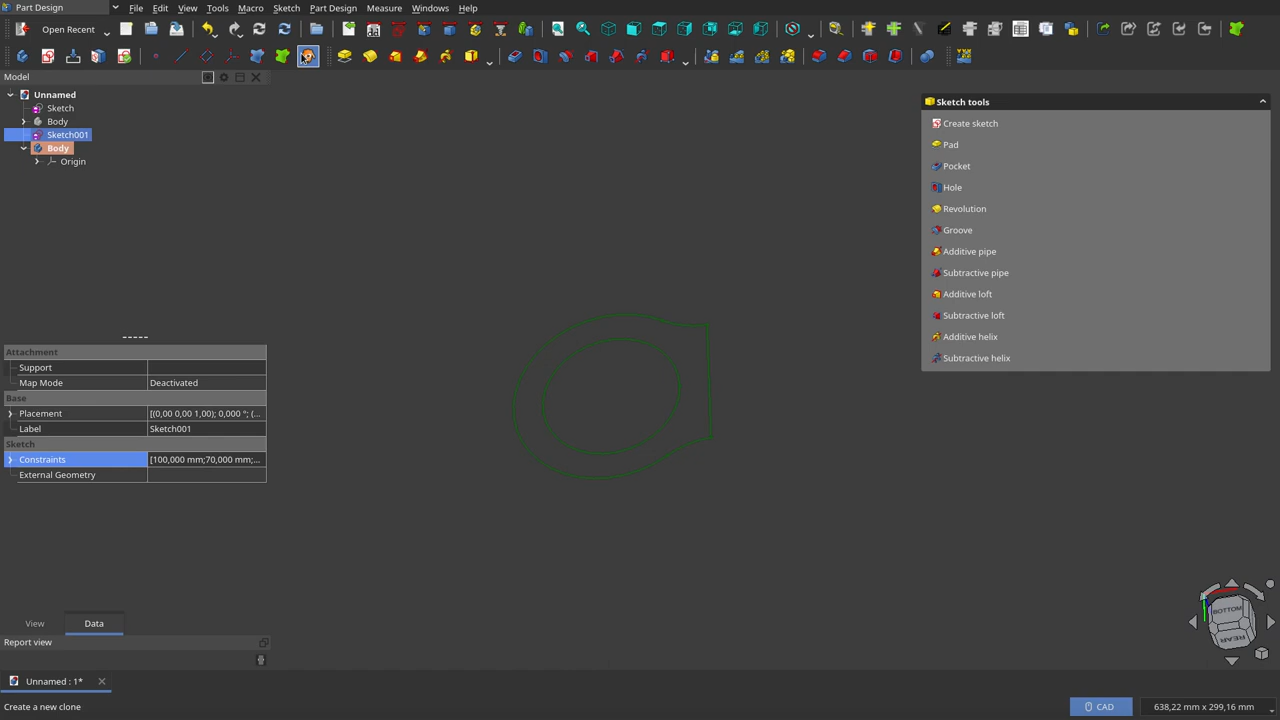 Part Design File Edit View Tools Macro Sketch Part Design Measure Windows Help
Open Recent
Model
Unnamed
Sketch
Body
Sketch001
Body
Origin
Attachment
Support
Map Mode Deactivated
Base
Placement [(0,00 0,00 1,00); 0,000 °; (...
Label Sketch001
Sketch
Constraints [100,000 mm;70,000 mm;...
External Geometry
View Data
Report view
Unnamed : 1*
Create a new clone
Sketch tools
Create sketch
Pad
Pocket
Hole
Revolution
Groove
Additive pipe
Subtractive pipe
Additive loft
Subtractive loft
Additive helix
Subtractive helix
BOTTOM
REAR
CAD 638,22 mm x 299,16 mm